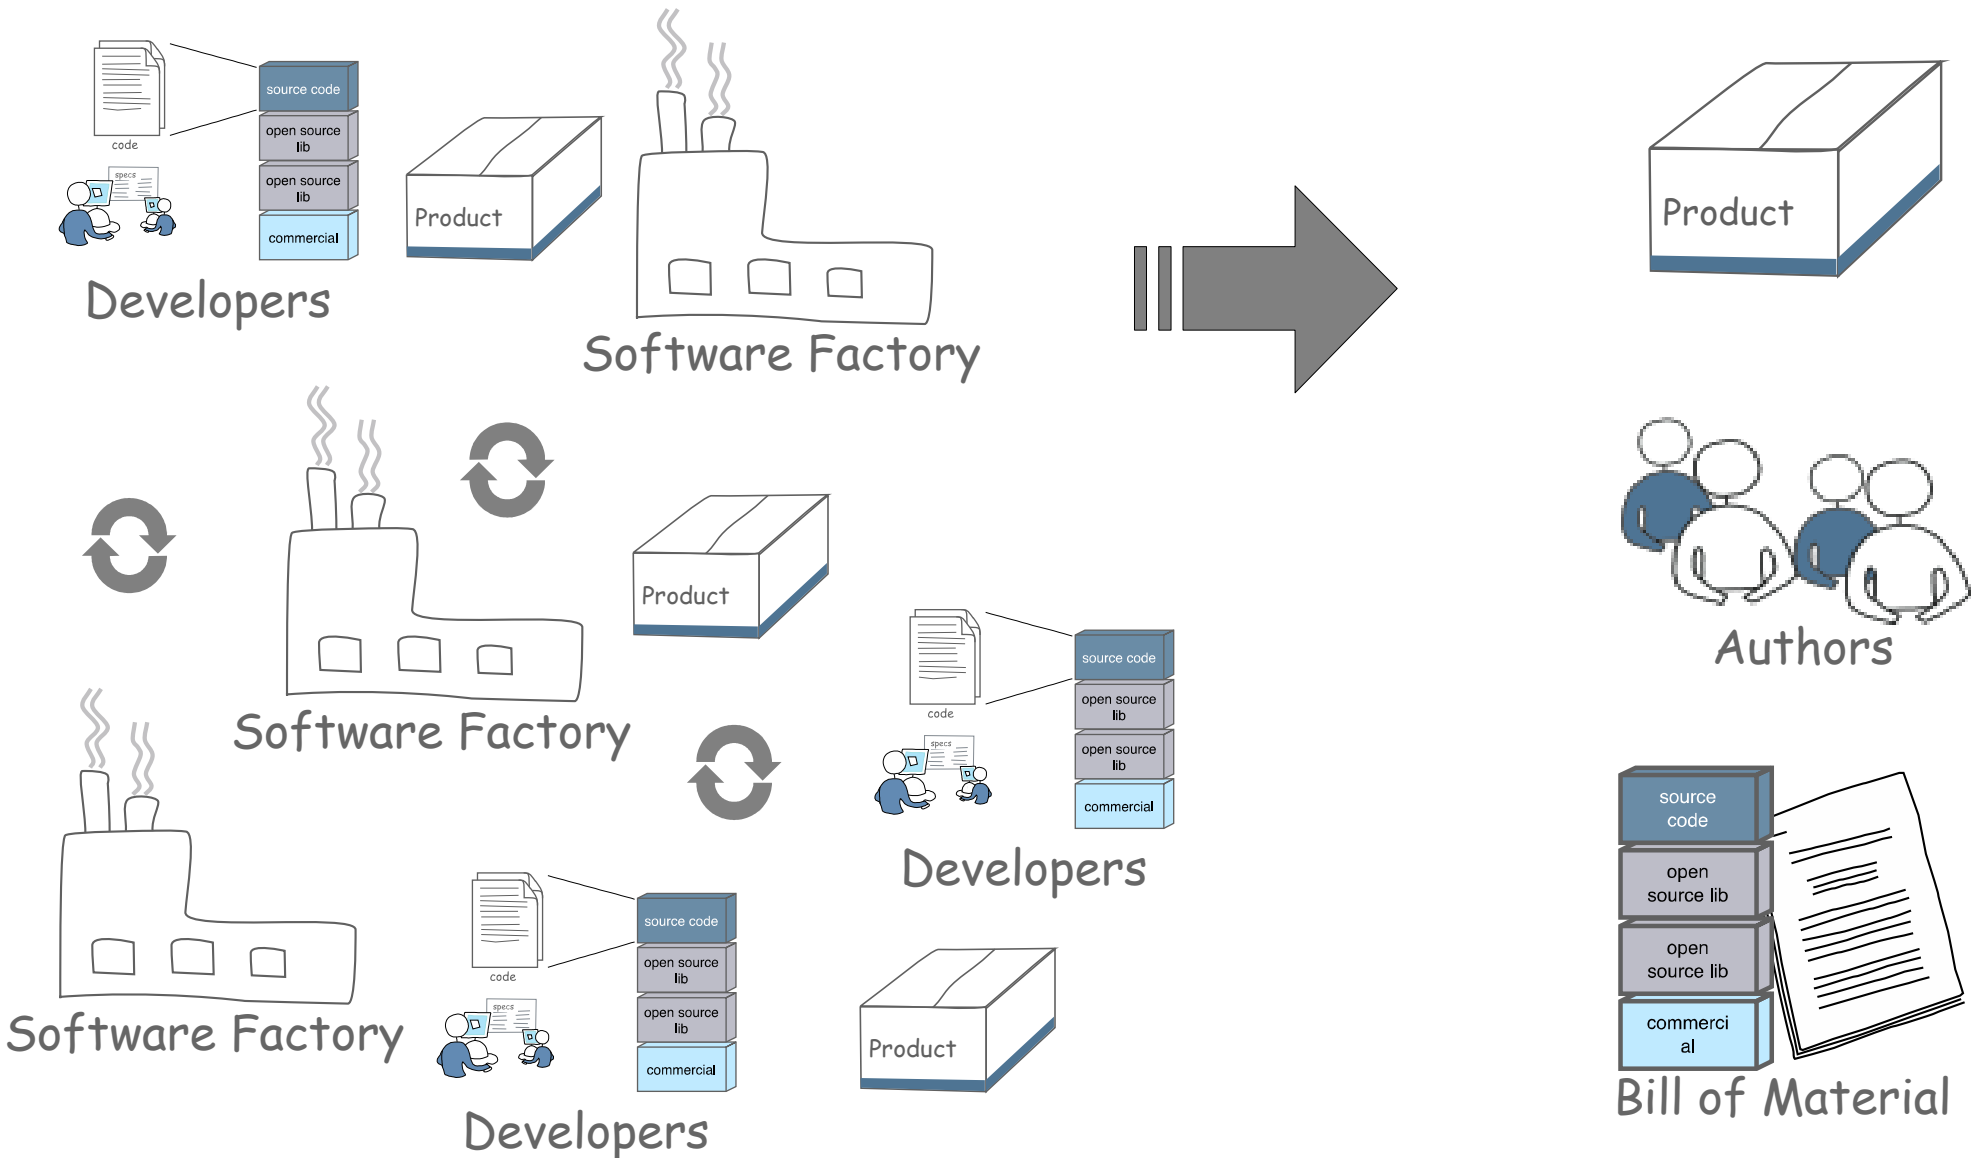 source code
open source
lib
open source
lib
commercial
code
specs
Developers
Product
Software Factory
Product
Software Factory
Product
Authors
code
source code
open source
lib
open source
lib
commercial
specs
Developers
Software Factory
code
source code
open source
lib
open source
lib
commercial
specs
Developers
Product
source
code
open
source lib
open
source lib
commerci
al
Bill of Material